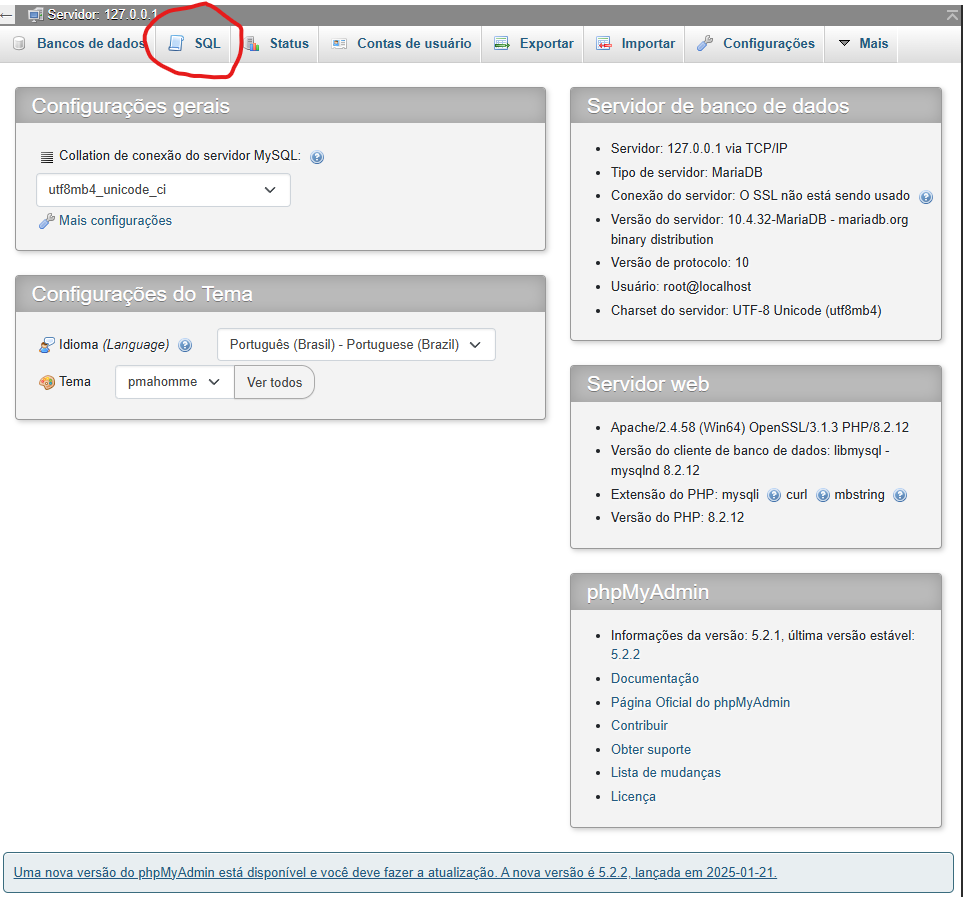 Servidor: 127.0.0.1
Bancos de dados SQL Status Contas de usuário Exportar Importar Configurações Mais
Configurações gerais
Collation de conexão do servidor MySQL:
utf8mb4_unicode_ci
Mais configurações
Configurações do Tema
Idioma (Language) Português (Brasil) - Portuguese (Brazil)
Tema pmahomme Ver todos
Servidor de banco de dados
Servidor: 127.0.0.1 via TCP/IP
Tipo de servidor: MariaDB
Conexão do servidor: O SSL não está sendo usado
Versão do servidor: 10.4.32-MariaDB - mariadb.org
binary distribution
Versão de protocolo: 10
Usuário: root@localhost
Charset do servidor: UTF-8 Unicode (utf8mb4)
Servidor web
Apache/2.4.58 (Win64) OpenSSL/3.1.3 PHP/8.2.12
Versão do cliente de banco de dados: libmysql -
mysqlnd 8.2.12
Extensão do PHP: mysqli curl mbstring
Versão do PHP: 8.2.12
phpMyAdmin
Informações da versão: 5.2.1, última versão estável:
5.2.2
Documentação
Página Oficial do phpMyAdmin
Contribuir
Obter suporte
Lista de mudanças
Licença
Uma nova versão do phpMyAdmin está disponível e você deve fazer a atualização. A nova versão é 5.2.2, lançada em 2025-01-21.